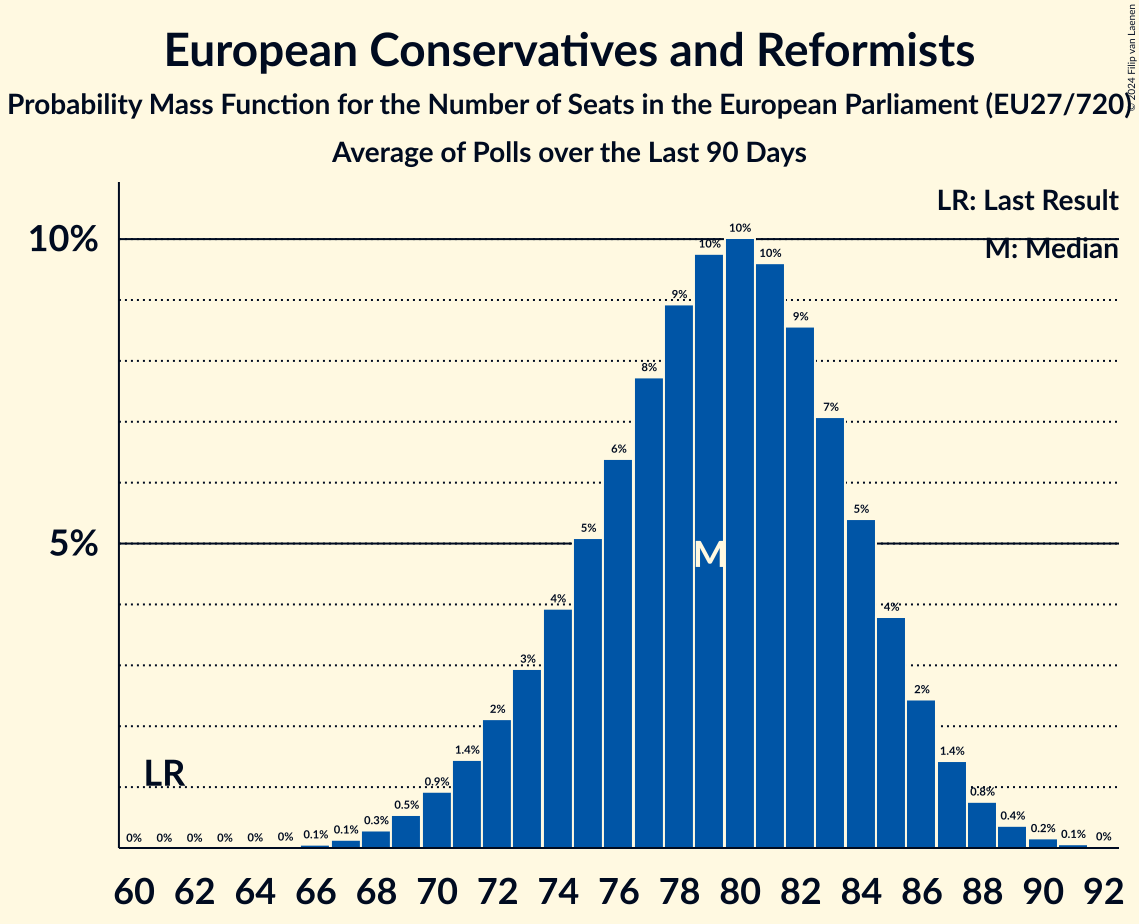 European Conservatives and Reformists
Probability Mass Function for the Number of Seats in the European Parliament (EU27/720)
Average of Polls over the Last 90 Days
© 2024 Filip van Laenen
LR: Last Result
M: Median
10%
5%
LR
M
0% 0% 0% 0% 0% 0% 0.1% 0.1% 0.3% 0.5% 0.9% 1.4% 2% 3% 4% 5% 6% 8% 9% 10% 10% 10% 9% 7% 5% 4% 2% 1.4% 0.8% 0.4% 0.2% 0.1% 0%
60 62 64 66 68 70 72 74 76 78 80 82 84 86 88 90 92